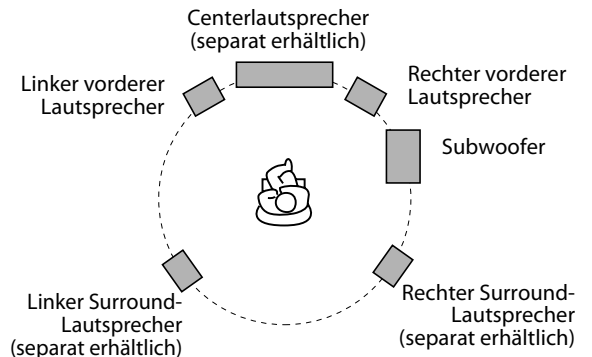 Centerlautsprecher
(separat erhältlich)
Linker vorderer
Lautsprecher
Rechter vorderer
Lautsprecher
Subwoofer
Linker Surround-
Lautsprecher
(separat erhältlich)
Rechter Surround-
Lautsprecher
(separat erhältlich)